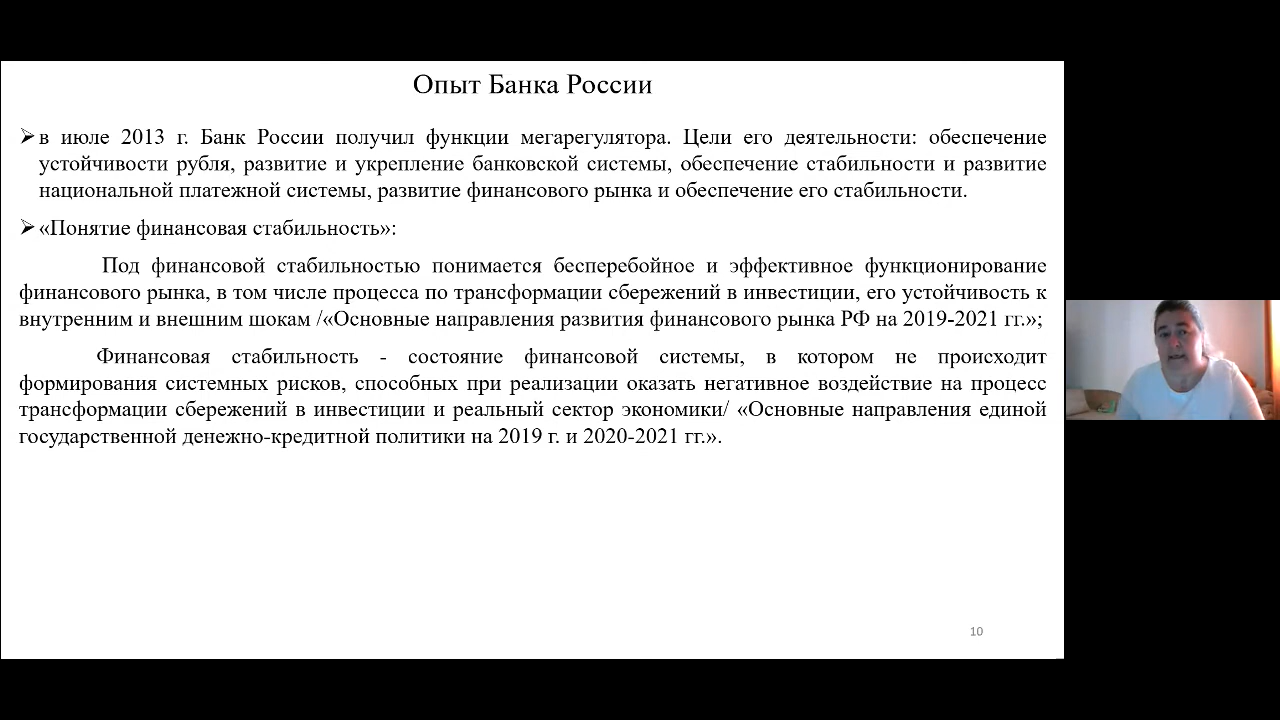 Опыт Банка России
➢ в июле 2013 г. Банк России получил функции мегарегулятора. Цели его деятельности: обеспечение
устойчивости рубля, развитие и укрепление банковской системы, обеспечение стабильности и развитие
национальной платежной системы, развитие финансового рынка и обеспечение его стабильности.
➢ «Понятие финансовая стабильность»:
Под финансовой стабильностью понимается бесперебойное и эффективное функционирование
финансового рынка, в том числе процесса по трансформации сбережений в инвестиции, его устойчивость к
внутренним и внешним шокам /«Основные направления развития финансового рынка РФ на 2019-2021 гг.»;
Финансовая стабильность - состояние финансовой системы, в котором не происходит
формирования системных рисков, способных при реализации оказать негативное воздействие на процесс
трансформации сбережений в инвестиции и реальный сектор экономики/ «Основные направления единой
государственной денежно-кредитной политики на 2019 г. и 2020-2021 гг.».
10